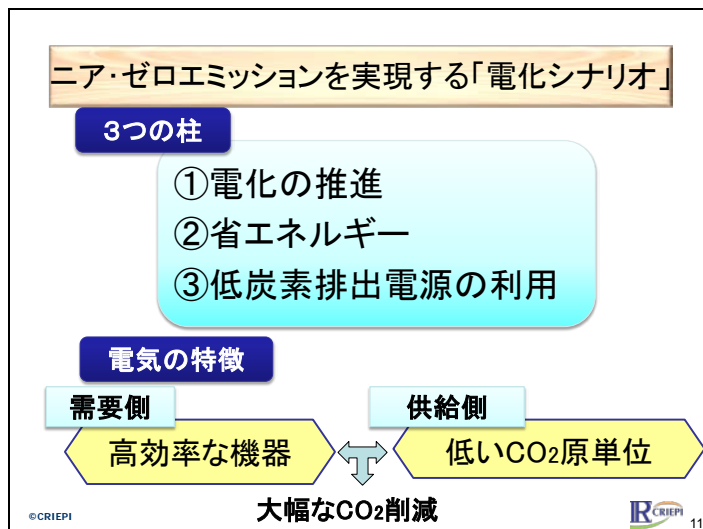 ニア・ゼロエミッションを実現する「電化シナリオ」
3つの柱
①電化の推進
②省エネルギー
③低炭素排出電源の利用
電気の特徴
需要側
供給側
高効率な機器
低いCO₂原単位
大幅なCO₂削減
©CRIEPI
CRIEPI
11